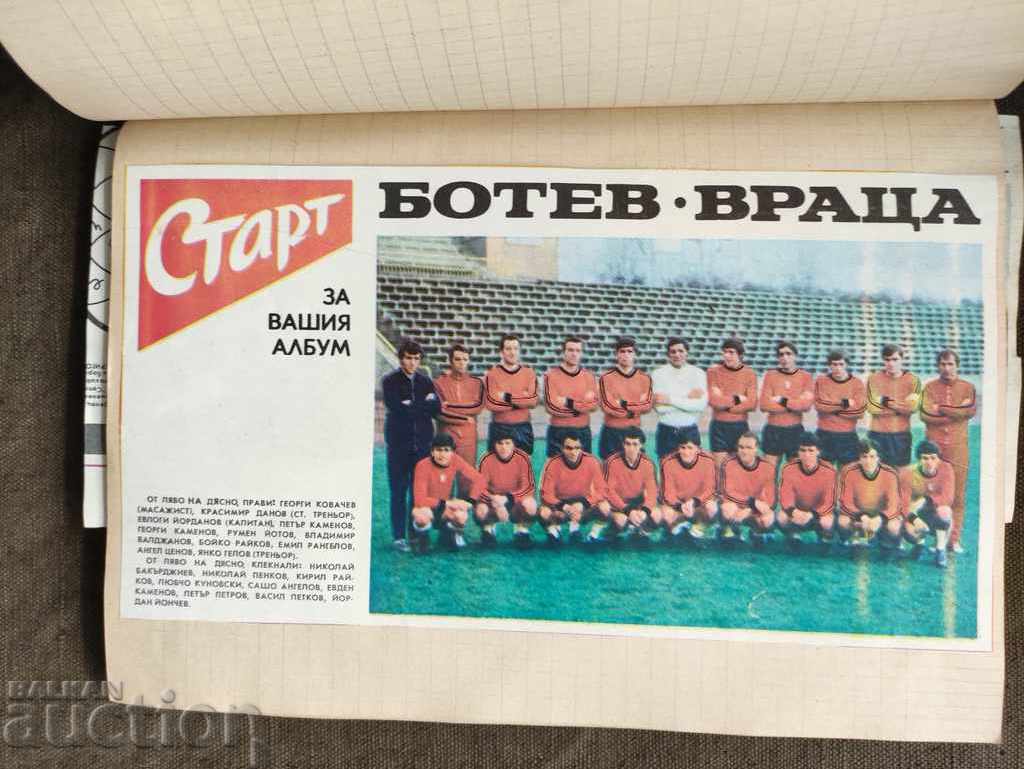 Старт
ЗА
ВАШИЯ
АЛБУМ
БОТЕВ · ВРАЦА
ОТ ЛЯВО НА ДЯСНО, ПРАВИ: ГЕОРГИ КОВАЧЕВ
(МАСАЖИСТ), КРАСИМИР ДАНОВ (СТ. ТРЕНЬОР),
ЕВЛОГИ ЙОРДАНОВ (КАПИТАН), ПЕТЪР КАМЕНОВ,
ГЕОРГИ КАМЕНОВ, РУМЕН ЙОТОВ, ВЛАДИМИР
ВАЛДЖАНОВ, БОЙКО РАЙКОВ, ЕМИЛ РАНГЕЛОВ,
АНГЕЛ ЦЕНОВ, ЯНКО ГЕЛОВ (ТРЕНЬОР).
ОТ ЛЯВО НА ДЯСНО, КЛЕКНАЛИ: НИКОЛАЙ
БАКЪРДЖИЕВ, НИКОЛАЙ ПЕНКОВ, КИРИЛ РАЙ-
КОВ, ЛЮБЧО КУНОВСКИ, САШО АНГЕЛОВ, ЕВДЕН
КАМЕНОВ, ПЕТЪР ПЕТРОВ, ВАСИЛ ПЕТКОВ, ЙОР-
ДАН ЙОНЧЕВ.
BALKAN
auction